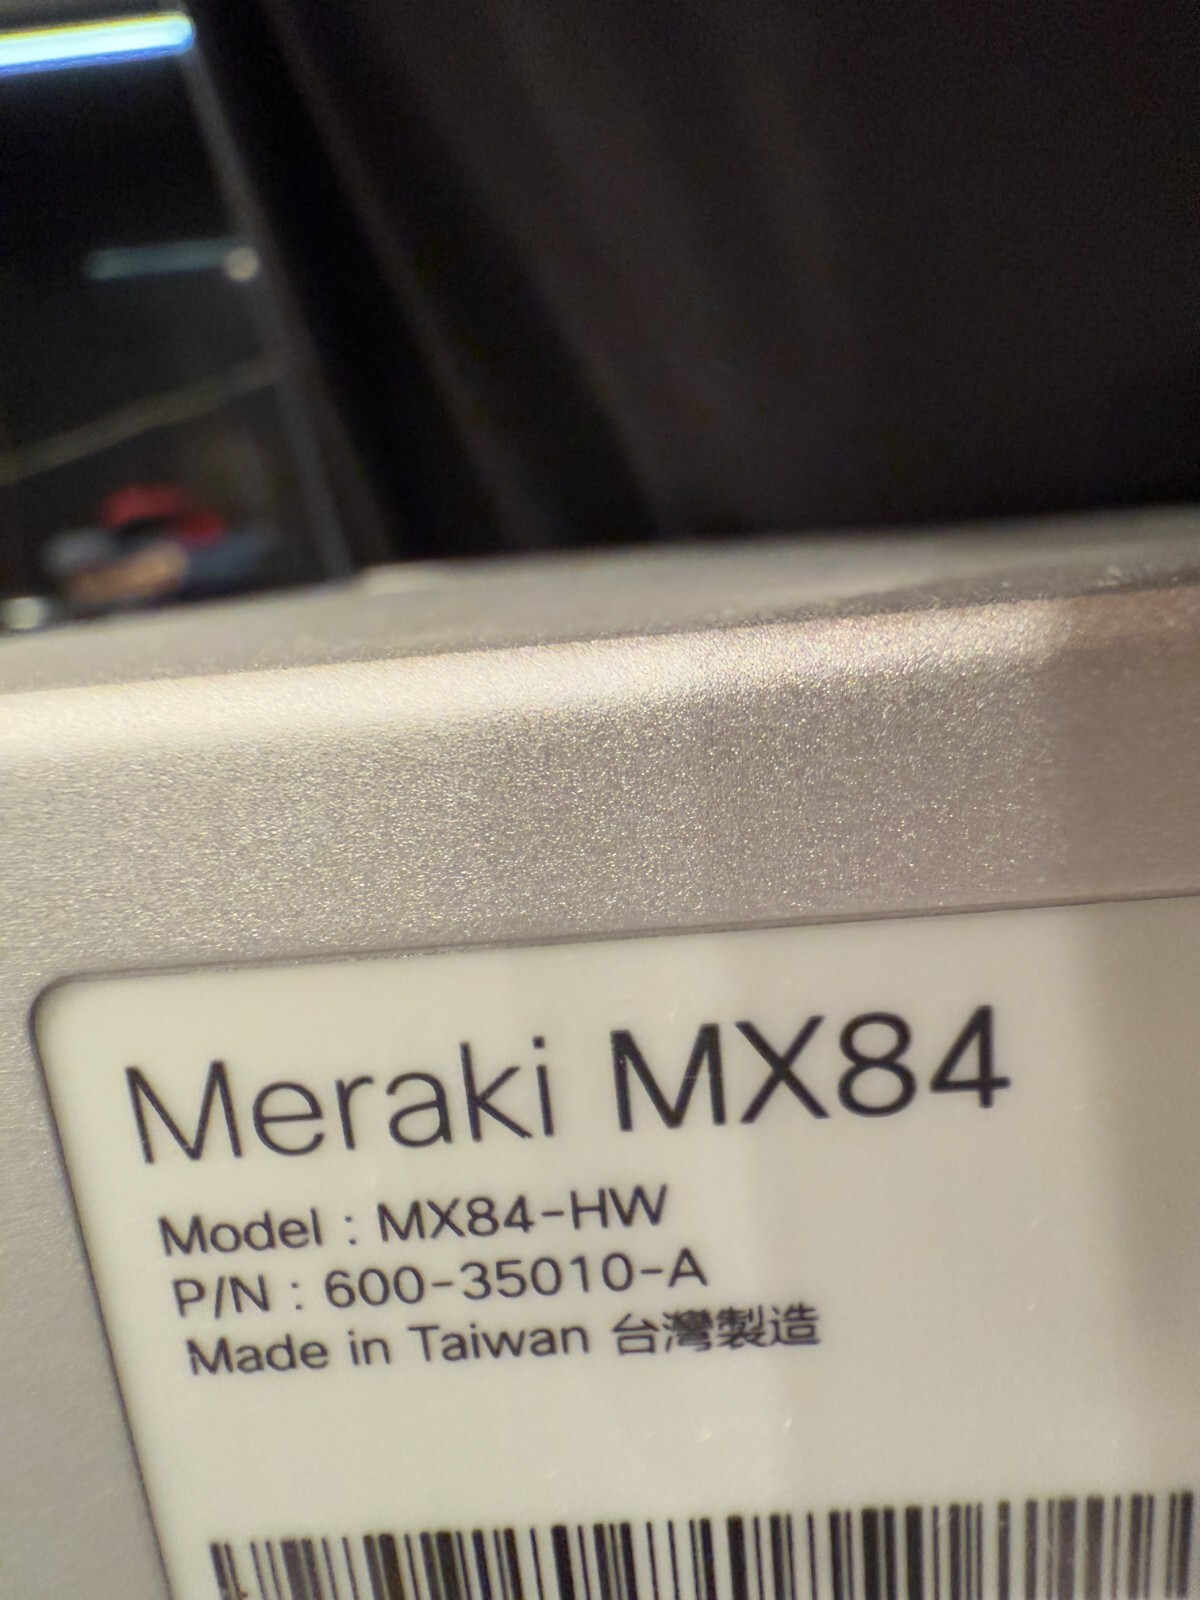 Meraki MX84
Model : MX84-HW
P/N : 600-35010-A
Made in Taiwan 台灣製造